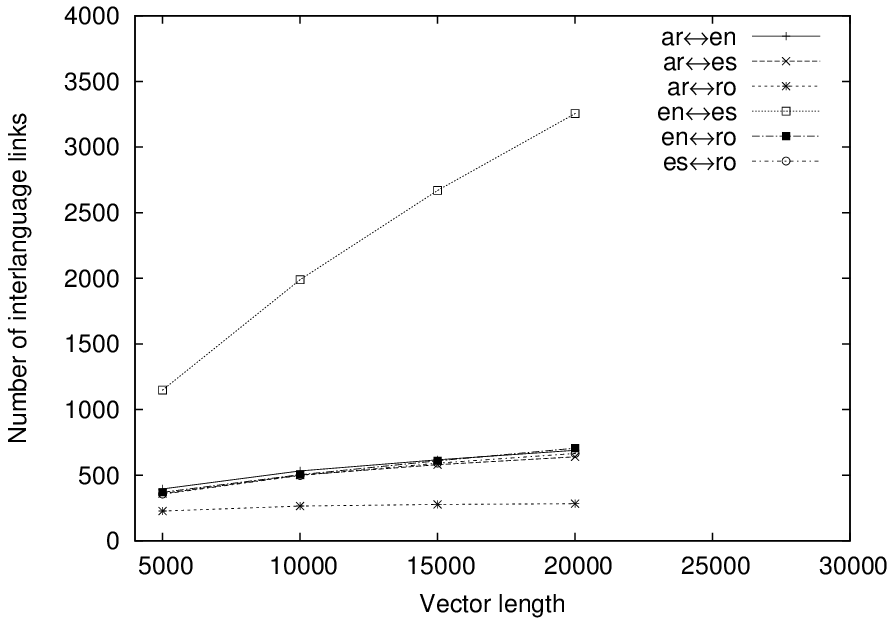 4000
3500
3000
2500
2000
1500
1000
500
0
5000 10000 15000 20000 25000 30000
Number of interlanguage links
Vector length
ar↔en
ar↔es
ar↔ro
en↔es
en↔ro
es↔ro